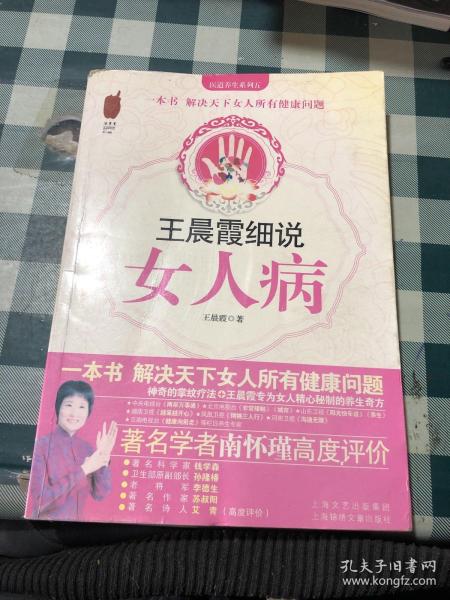 医道养生系列五
一本书 解决天下女人所有健康问题
王晨霞细说
女人病
王晨霞◎著
一本书 解决天下女人所有健康问题
神奇的掌纹疗法+王晨霞专为女人精心秘制的养生奇方
著名学者南怀瑾高度评价
●著名科学家 钱学森
●卫生部原副部长 孙隆椿
●老将军 李德生
●著名作家 苏叔阳
●著名诗人 艾青（高度评价）
上海文艺出版集团
上海锦绣文章出版社
孔夫子旧书网
www.kongfz.com